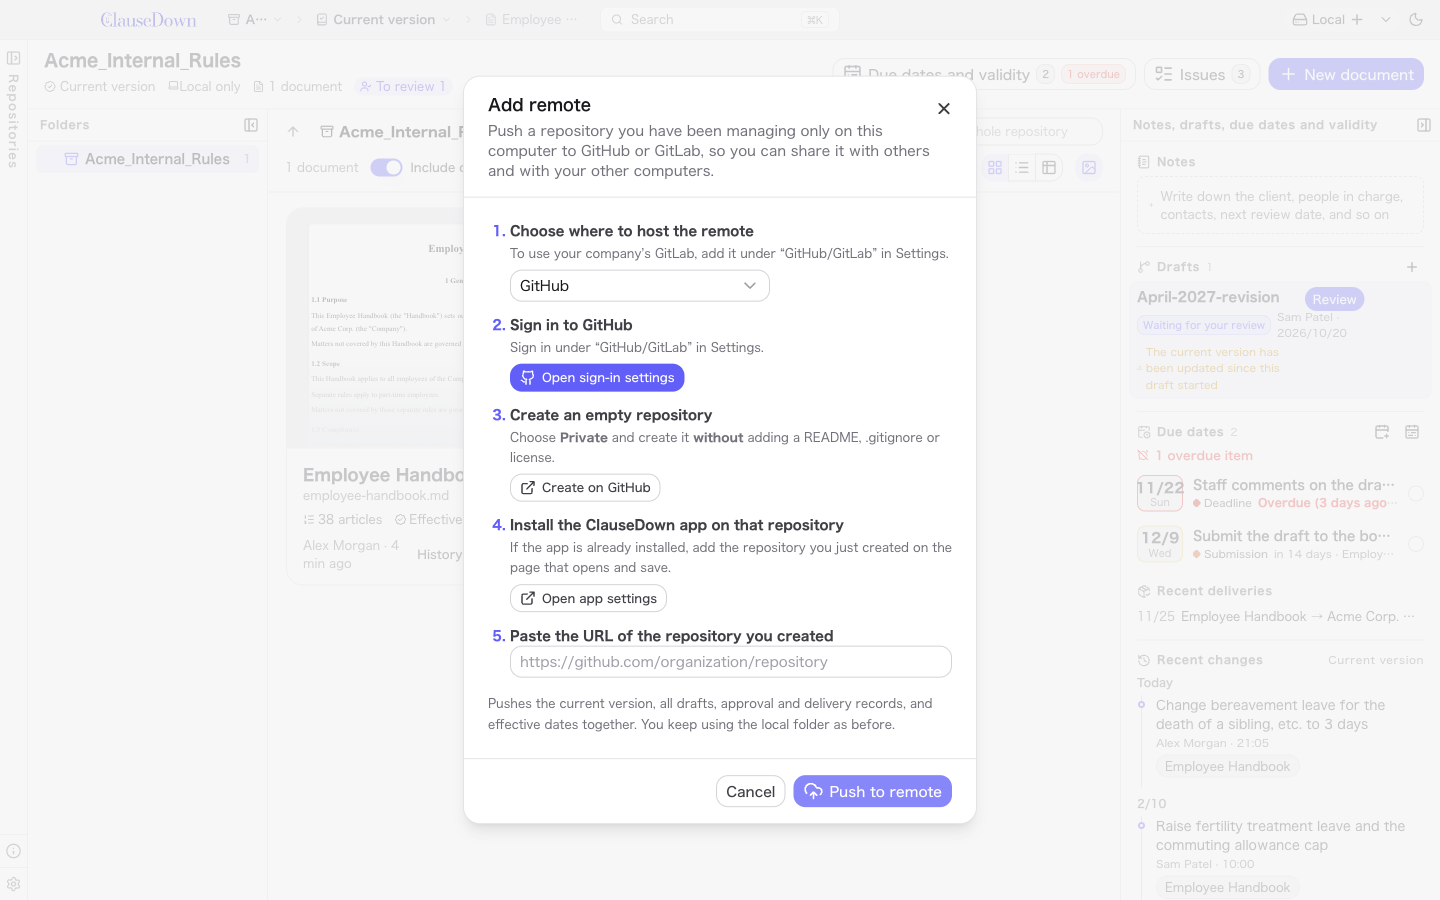 ClauseDown
A···
Current version
Employee ···
Search
⌘K
Local
Acme_Internal_Rules
Current version
Local only
1 document
To review 1
Due dates and validity
2
1 overdue
Issues
3
New document
Repositories
Folders
Acme_Internal_Rules
1
Acme_Internal_R
hole repository
1 document
Include
1.1 Purpose
1.2 Scope
Employee Handbo
employee-handbook.md
38 articles
Effective
Alex Morgan · 4
min ago
History
Add remote
Push a repository you have been managing only on this
computer to GitHub or GitLab, so you can share it with others
and with your other computers.
1. Choose where to host the remote
To use your company’s GitLab, add it under “GitHub/GitLab” in Settings.
GitHub
2. Sign in to GitHub
Sign in under “GitHub/GitLab” in Settings.
Open sign-in settings
3. Create an empty repository
Choose Private and create it without adding a README, .gitignore or
license.
Create on GitHub
4. Install the ClauseDown app on that repository
If the app is already installed, add the repository you just created on the
page that opens and save.
Open app settings
5. Paste the URL of the repository you created
https://github.com/organization/repository
Pushes the current version, all drafts, approval and delivery records, and
effective dates together. You keep using the local folder as before.
Cancel
Push to remote
Notes, drafts, due dates and validity
Notes
Write down the client, people in charge,
contacts, next review date, and so on
Drafts 1
April-2027-revision
Review
Waiting for your review
Sam Patel ·
2026/10/20
The current version has
been updated since this
draft started
Due dates 2
1 overdue item
11/22
Sun
Staff comments on the dra···
Deadline Overdue (3 days ago···
12/9
Wed
Submit the draft to the bo···
Submission in 14 days · Employ···
Recent deliveries
11/25 Employee Handbook → Acme Corp. ···
Recent changes
Current version
Today
Change bereavement leave for the
death of a sibling, etc. to 3 days
Alex Morgan · 21:05
Employee Handbook
2/10
Raise fertility treatment leave and the
commuting allowance cap
Sam Patel · 10:00
Employee Handbook